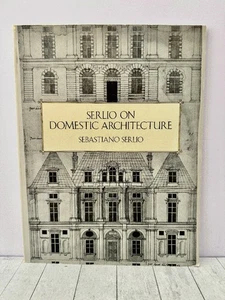 SERLIO ON
DOMESTIC ARCHITECTURE
SEBASTIANO SERLIO